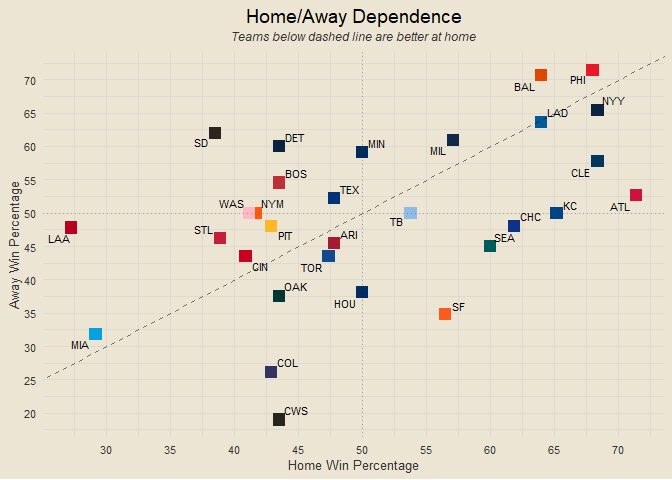 Home/Away Dependence
Teams below dashed line are better at home
Away Win Percentage
70
65
60
55
50
45
40
35
30
25
20
BAL
PHI
NYY
LAD
SD
DET
MIN
MIL
CLE
BOS
TEX
ATL
WAS
NYM
TB
KC
LAA
STL
PIT
ARI
CHC
SEA
CIN
TOR
OAK
HOU
SF
MIA
COL
CWS
30
35
40
45
50
55
60
65
70
Home Win Percentage